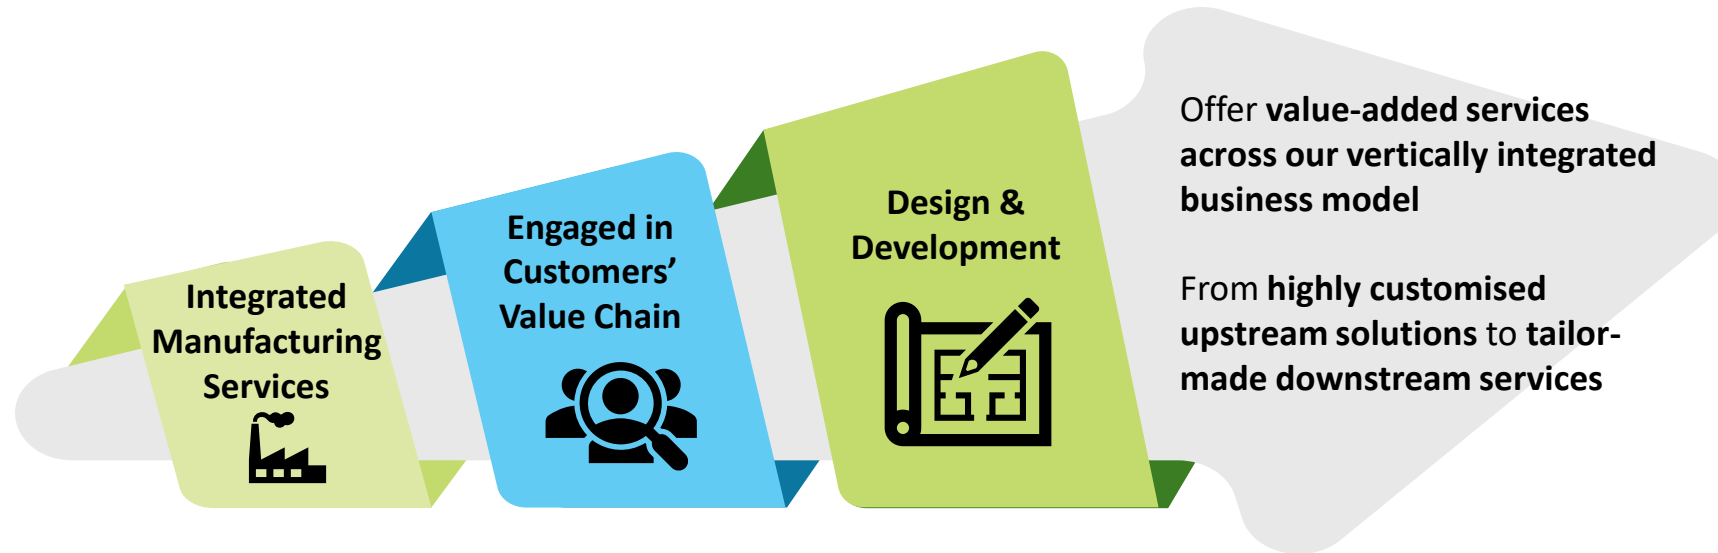 Integrated
Manufacturing
Services
Engaged in
Customers’
Value Chain
Design &
Development
Offer value-added services
across our vertically integrated
business model
From highly customised
upstream solutions to tailor-
made downstream services